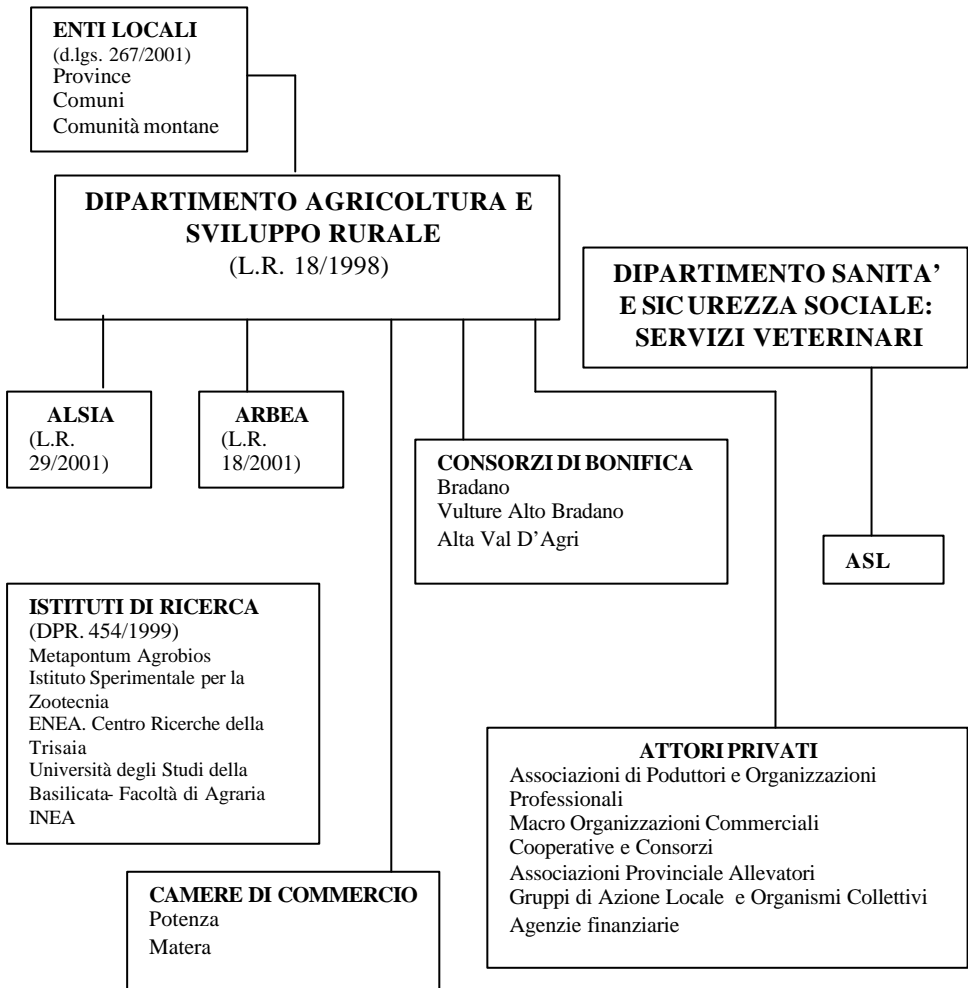 ENTI LOCALI
(d.lgs. 267/2001)
Province
Comuni
Comunità montane
DIPARTIMENTO AGRICOLTURA E
SVILUPPO RURALE
(L.R. 18/1998)
DIPARTIMENTO SANITA’
E SICUREZZA SOCIALE:
SERVIZI VETERINARI
ALSIA
(L.R.
29/2001)
ARBEA
(L.R.
18/2001)
CONSORZI DI BONIFICA
Bradano
Vulture Alto Bradano
Alta Val D’Agri
ASL
ISTITUTI DI RICERCA
(DPR. 454/1999)
Metapontum Agrobios
Istituto Sperimentale per la
Zootecnia
ENEA. Centro Ricerche della
Trisaia
Università degli Studi della
Basilicata- Facoltà di Agraria
INEA
ATTORI PRIVATI
Associazioni di Poduttori e Organizzazioni
Professionali
Macro Organizzazioni Commerciali
Cooperative e Consorzi
Associazioni Provinciale Allevatori
Gruppi di Azione Locale e Organismi Collettivi
Agenzie finanziarie
CAMERE DI COMMERCIO
Potenza
Matera